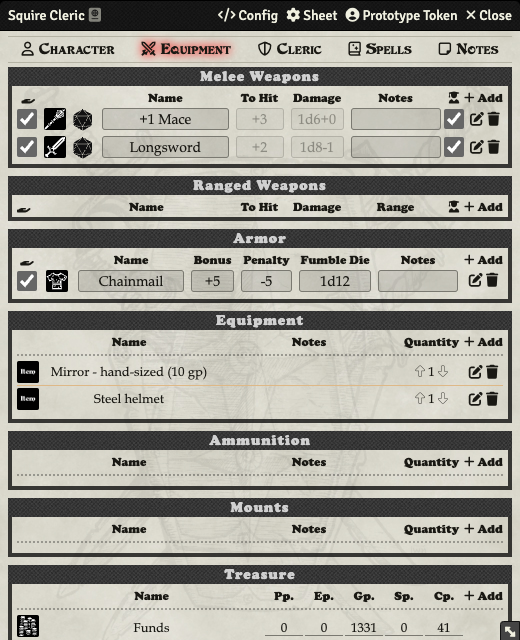 Squire Cleric Config Sheet Prototype Token Close
Character Equipment Cleric Spells Notes
Melee Weapons
Name To Hit Damage Notes + Add
+1 Mace +3 1d6+0
Longsword +2 1d8-1
Ranged Weapons
Name To Hit Damage Range + Add
Armor
Name Bonus Penalty Fumble Die Notes + Add
Chainmail +5 -5 1d12
Equipment
Name Notes Quantity + Add
Item Mirror - hand-sized (10 gp) 1
Item Steel helmet 1
Ammunition
Name Notes Quantity + Add
Mounts
Name Notes Quantity + Add
Treasure
Name Pp. Ep. Gp. Sp. Cp. + Add
Funds 0 0 1331 0 41